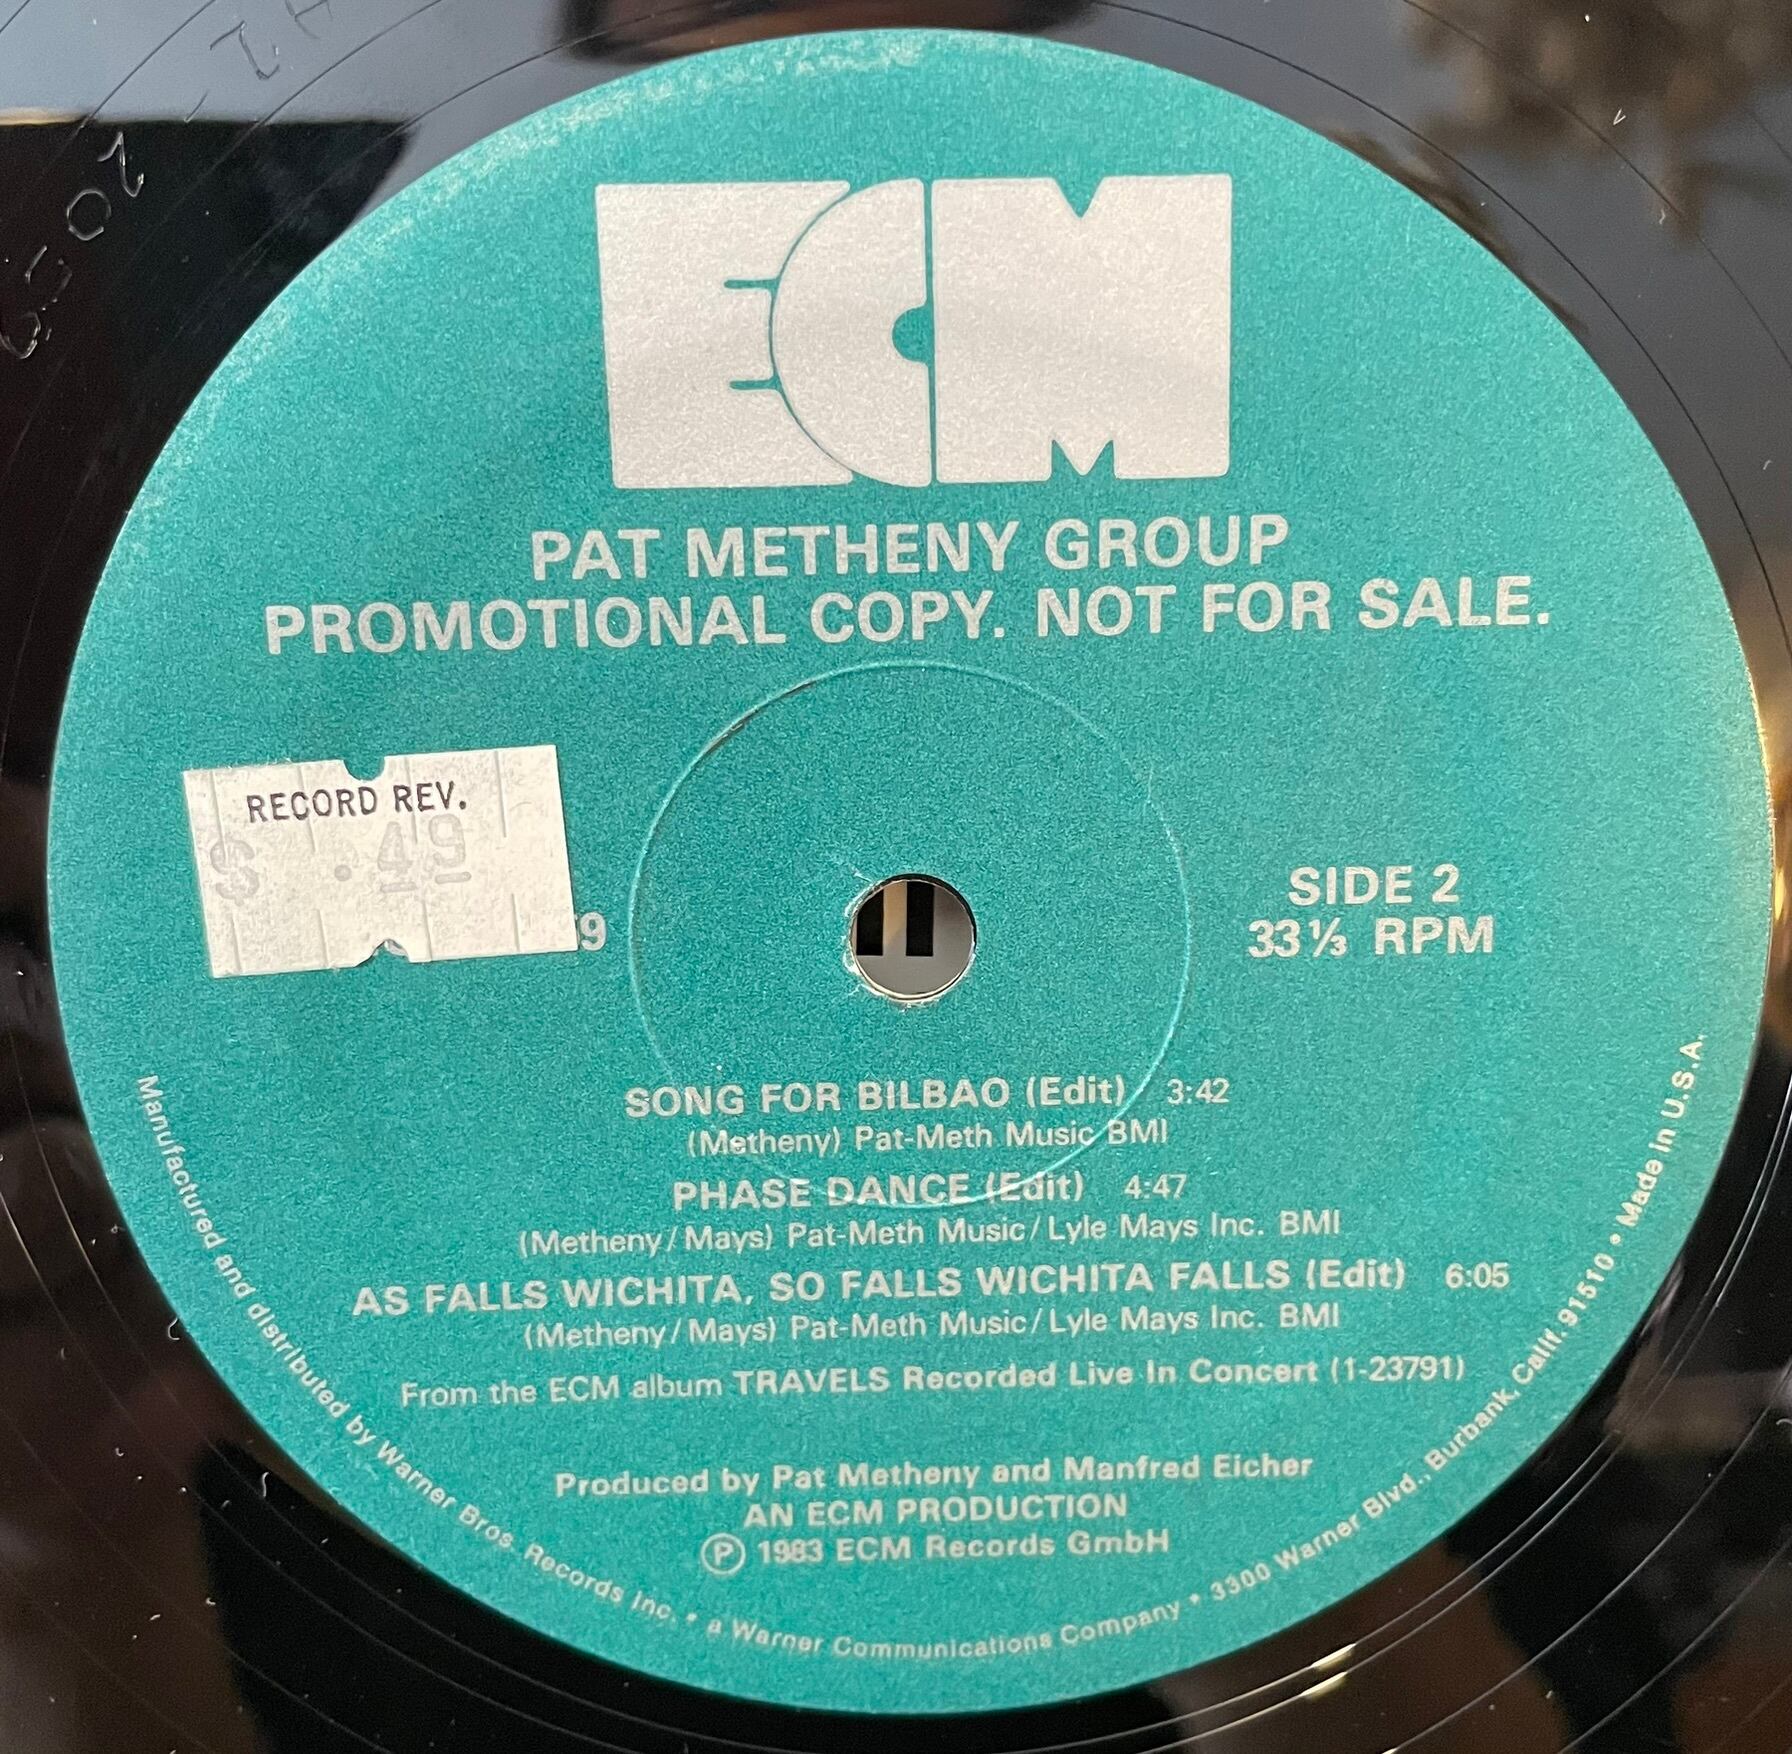 ECM
PAT METHENY GROUP
PROMOTIONAL COPY. NOT FOR SALE.
RECORD REV.
$ .49
59
SIDE 2
33⅓ RPM
SONG FOR BILBAO (Edit) 3:42
(Metheny) Pat-Meth Music BMI
PHASE DANCE (Edit) 4:47
(Metheny/Mays) Pat-Meth Music/Lyle Mays Inc. BMI
AS FALLS WICHITA, SO FALLS WICHITA FALLS (Edit) 6:05
(Metheny/Mays) Pat-Meth Music/Lyle Mays Inc. BMI
From the ECM album TRAVELS Recorded Live In Concert (1-23791)
Produced by Pat Metheny and Manfred Eicher
AN ECM PRODUCTION
Ⓟ 1983 ECM Records GmbH
Manufactured and distributed by Warner Bros. Records Inc. • a Warner Communications Company • 3300 Warner Blvd., Burbank, Calif. 91510 • Made in U.S.A.